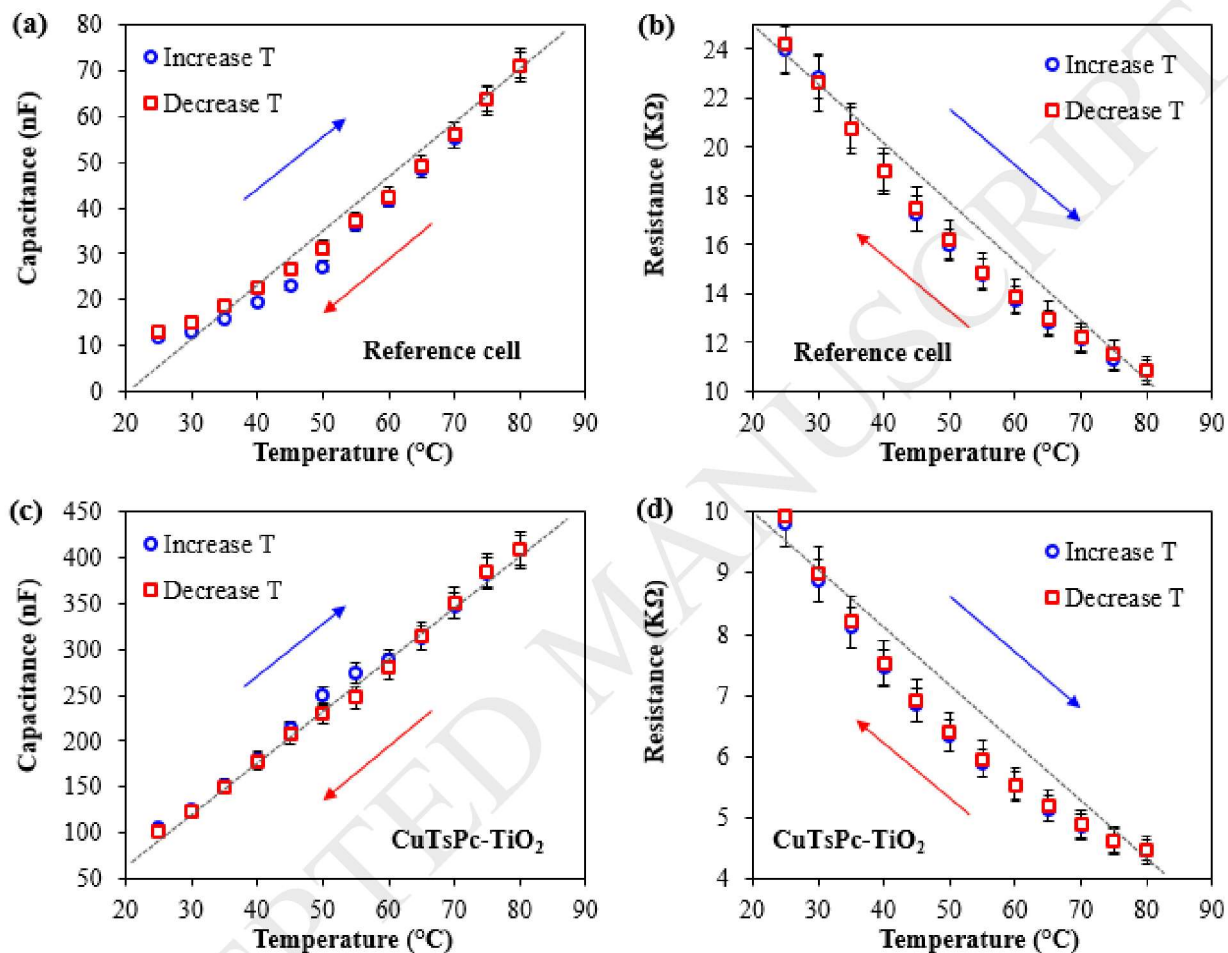 (a)
80
70
60
50
40
30
20
10
0
Capacitance (nF)
Increase T
Decrease T
Reference cell
20 30 40 50 60 70 80 90
Temperature (°C)
(b)
24
22
20
18
16
14
12
10
Resistance (KΩ)
Increase T
Decrease T
Reference cell
20 30 40 50 60 70 80 90
Temperature (°C)
(c)
450
400
350
300
250
200
150
100
50
Capacitance (nF)
Increase T
Decrease T
CuTsPc-TiO₂
20 30 40 50 60 70 80 90
Temperature (°C)
(d)
10
9
8
7
6
5
4
Resistance (KΩ)
Increase T
Decrease T
CuTsPc-TiO₂
20 30 40 50 60 70 80 90
Temperature (°C)
EPTED MANUSCRIPT